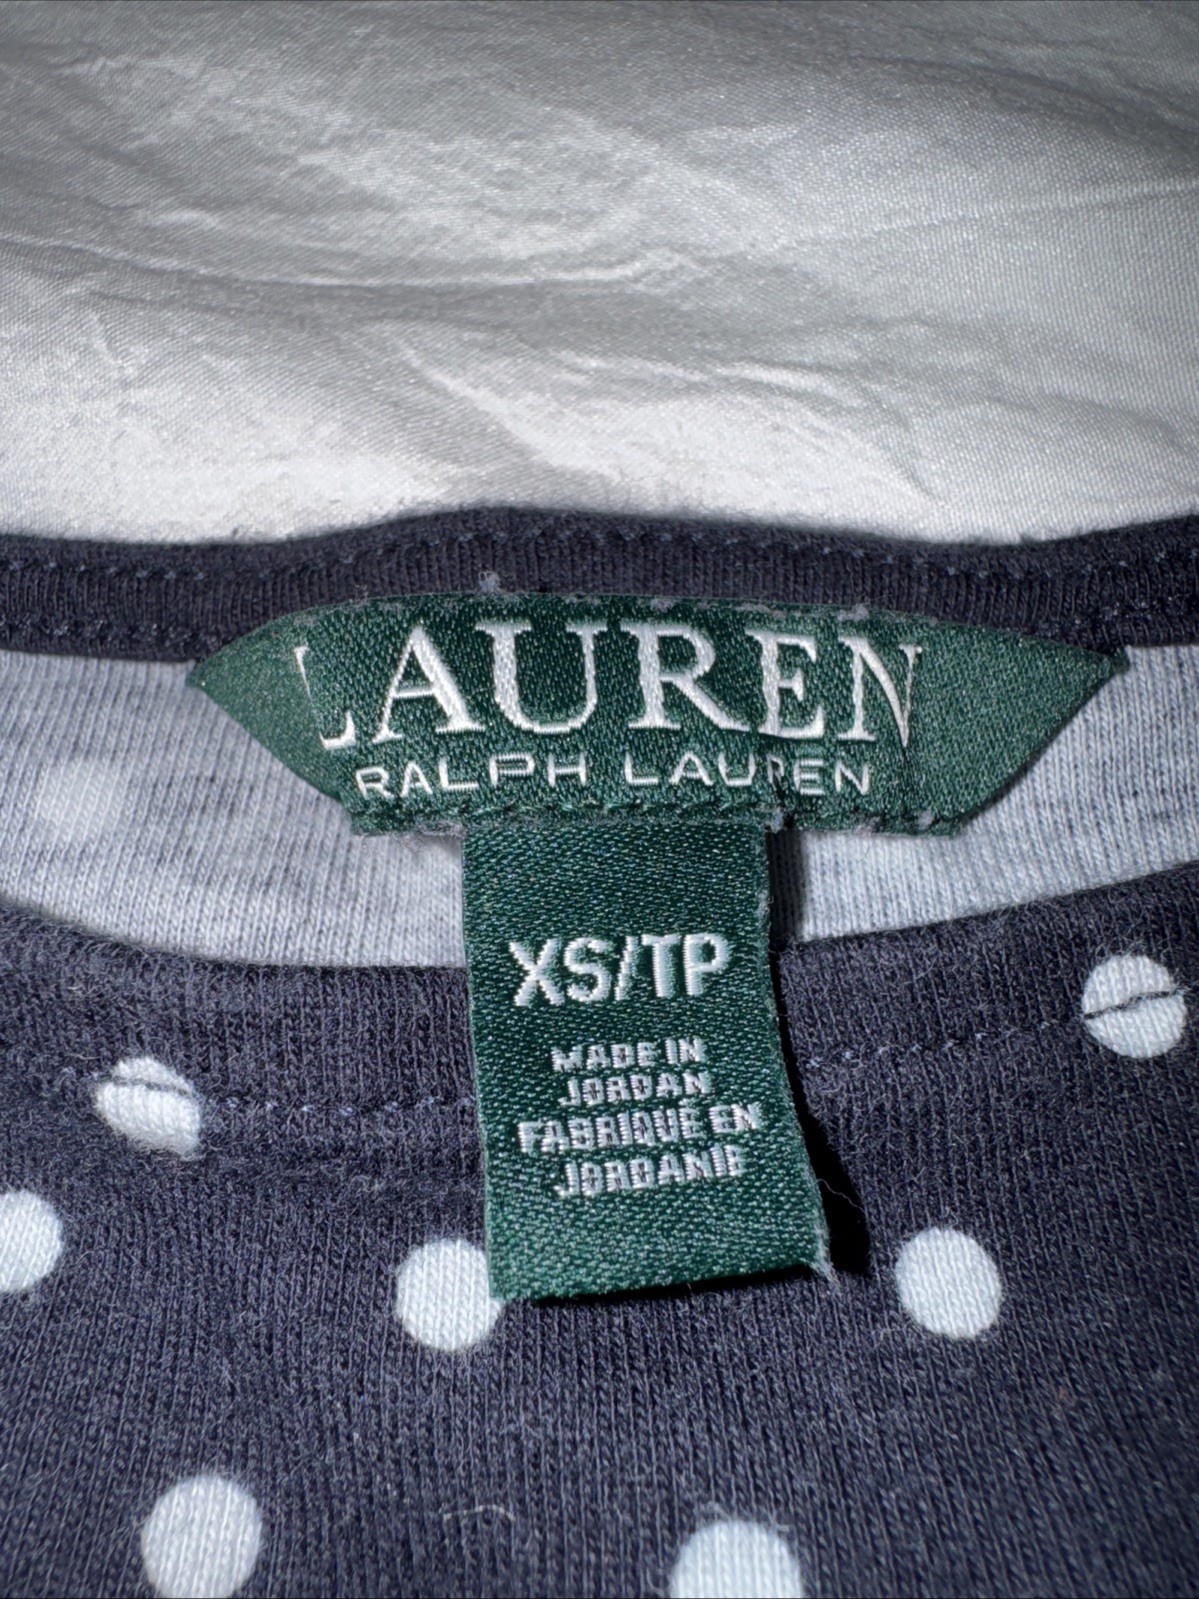 LAUREN
RALPH LAUREN
XS/TP
MADE IN
JORDAN
FABRIQUÉ EN
JORDANIE